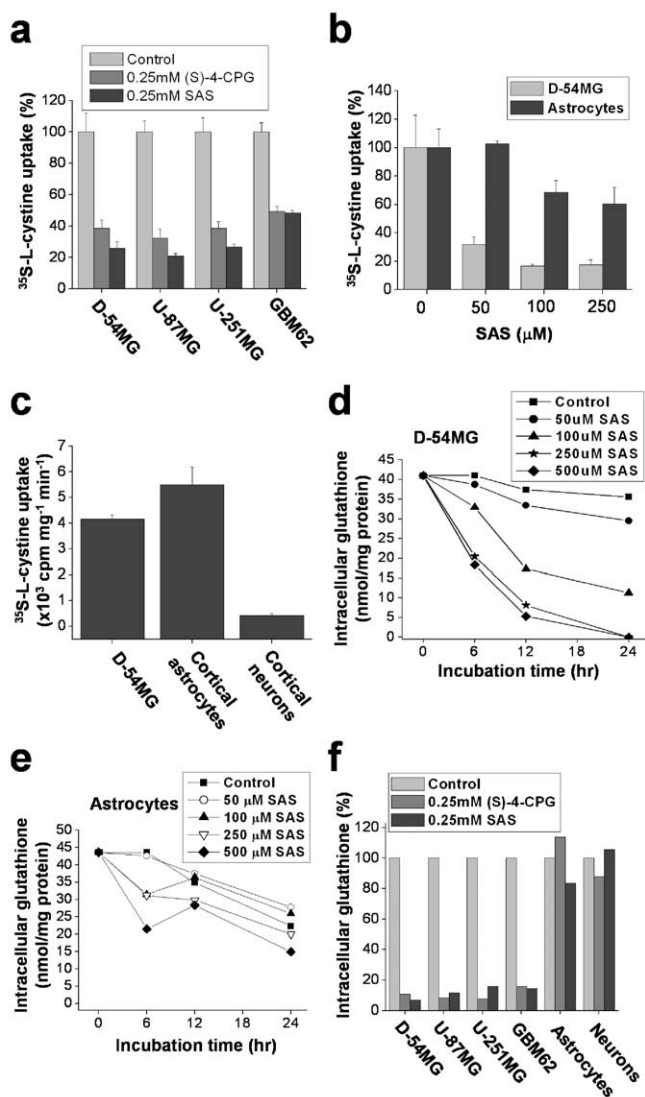 a
Control
0.25mM (S)-4-CPG
0.25mM SAS
³⁵S-L-cystine uptake (%)
120
100
80
60
40
20
0
D-54MG
U-87MG
U-251MG
GBM62
b
D-54MG
Astrocytes
³⁵S-L-cystine uptake (%)
140
120
100
80
60
40
20
0
0 50 100 250
SAS (μM)
c
³⁵S-L-cystine uptake
(x10³ cpm mg⁻¹ min⁻¹)
7
6
5
4
3
2
1
0
D-54MG
Cortical
astrocytes
Cortical
neurons
d
Control
50uM SAS
100uM SAS
250uM SAS
500uM SAS
D-54MG
Intracellular glutathione
(nmol/mg protein)
45
40
35
30
25
20
15
10
5
0
0 6 12 18 24
Incubation time (hr)
e
Control
50 μM SAS
100 μM SAS
250 μM SAS
500 μM SAS
Astrocytes
Intracellular glutathione
(nmol/mg protein)
50
45
40
35
30
25
20
15
10
5
0
0 6 12 18 24
Incubation time (hr)
f
Control
0.25mM (S)-4-CPG
0.25mM SAS
Intracellular glutathione (%)
120
100
80
60
40
20
0
D-54MG
U-87MG
U-251MG
GBM62
Astrocytes
Neurons